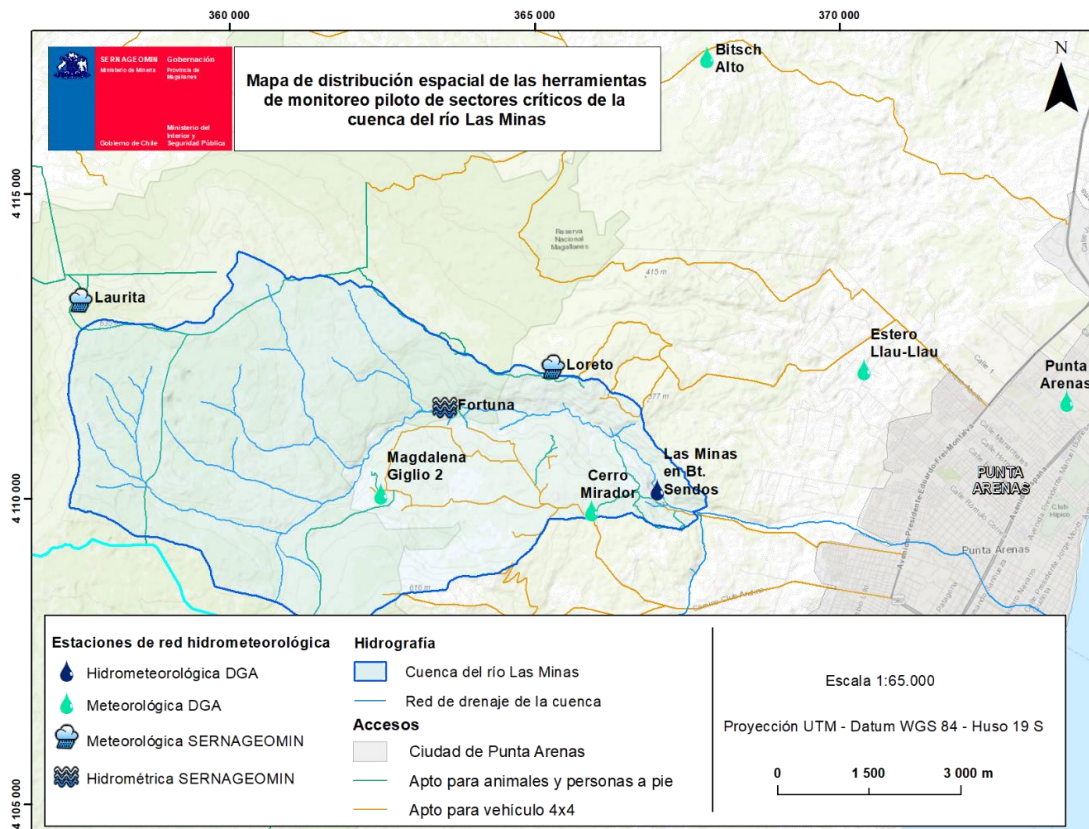 360 000
365 000
370 000
SERNAGEOMIN
Ministerio de Minería
Gobernación
Provincia de
Magallanes
Ministerio del
Interior y
Seguridad Pública
Gobierno de Chile
Mapa de distribución espacial de las herramientas
de monitoreo piloto de sectores críticos de la
cuenca del río Las Minas
N
Bitsch
Alto
4 115 000
Reserva
Nacional
Magallanes
415 m
Laurita
Loreto
Estero
Llau-Llau
Punta
Arenas
Fortuna
Magdalena
Giglio 2
Cerro
Mirador
Las Minas
en Bt.
Sendos
4 110 000
PUNTA
ARENAS
Avenida Presidente Eduardo Frei Montalva
Punta Arenas
616 m
Estaciones de red hidrometeorológica
Hidrometeorológica DGA
Meteorológica DGA
Meteorológica SERNAGEOMIN
Hidrométrica SERNAGEOMIN
Hidrografía
Cuenca del río Las Minas
Red de drenaje de la cuenca
Accesos
Ciudad de Punta Arenas
Apto para animales y personas a pie
Apto para vehículo 4x4
Escala 1:65.000
Proyección UTM - Datum WGS 84 - Huso 19 S
0 1 500 3 000 m
4 105 000